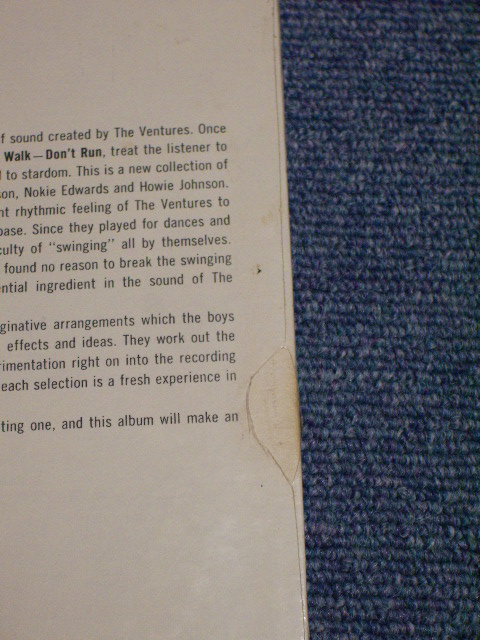 f sound created by The Ventures. Once
Walk—Don't Run, treat the listener to
to stardom. This is a new collection of
son, Nokie Edwards and Howie Johnson.
nt rhythmic feeling of The Ventures to
base. Since they played for dances and
culty of "swinging" all by themselves.
found no reason to break the swinging
ential ingredient in the sound of The
ginative arrangements which the boys
effects and ideas. They work out the
rimentation right on into the recording
each selection is a fresh experience in
ting one, and this album will make an